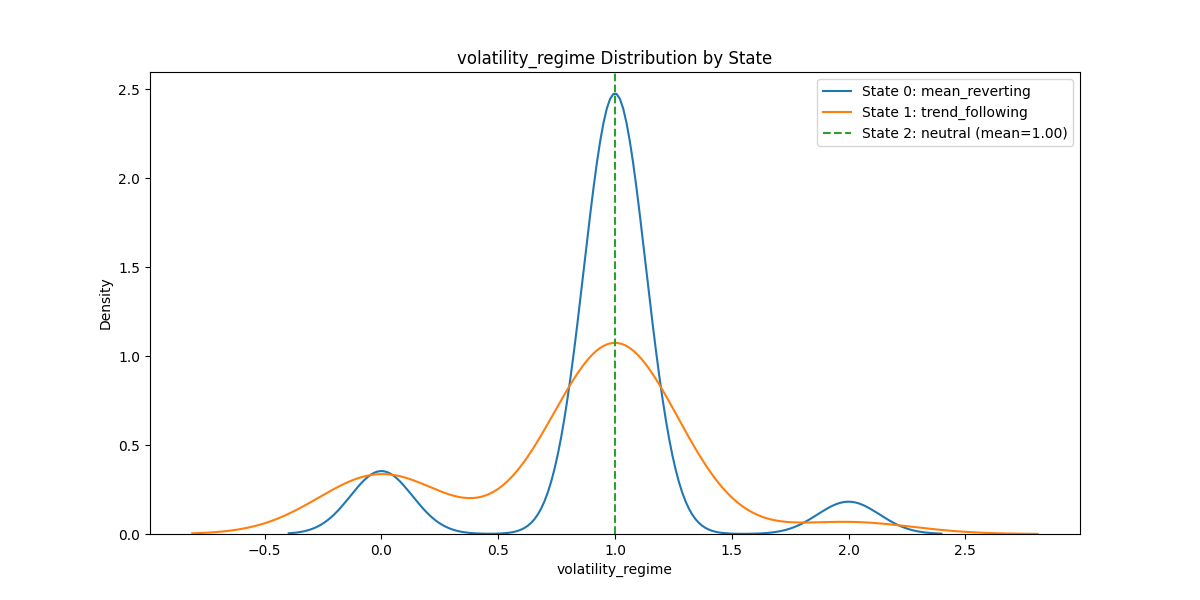 volatility_regime Distribution by State
State 0: mean_reverting
State 1: trend_following
State 2: neutral (mean=1.00)
Density
2.5
2.0
1.5
1.0
0.5
0.0
−0.5
0.0
0.5
1.0
1.5
2.0
2.5
volatility_regime